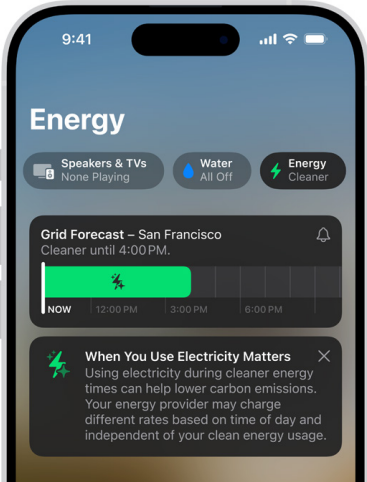 9:41
Energy
Speakers & TVs
None Playing
Water
All Off
Energy
Cleaner
Grid Forecast – San Francisco
Cleaner until 4:00 PM.
NOW
12:00 PM
3:00 PM
6:00 PM
When You Use Electricity Matters
Using electricity during cleaner energy
times can help lower carbon emissions.
Your energy provider may charge
different rates based on time of day and
independent of your clean energy usage.